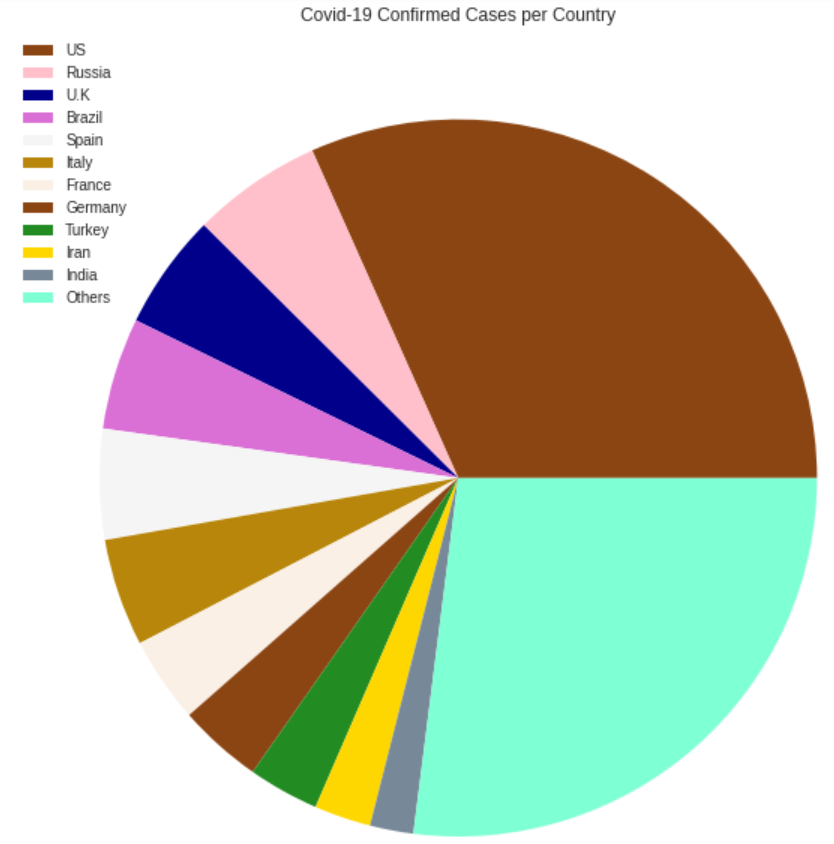 Covid-19 Confirmed Cases per Country
US
Russia
U.K
Brazil
Spain
Italy
France
Germany
Turkey
Iran
India
Others